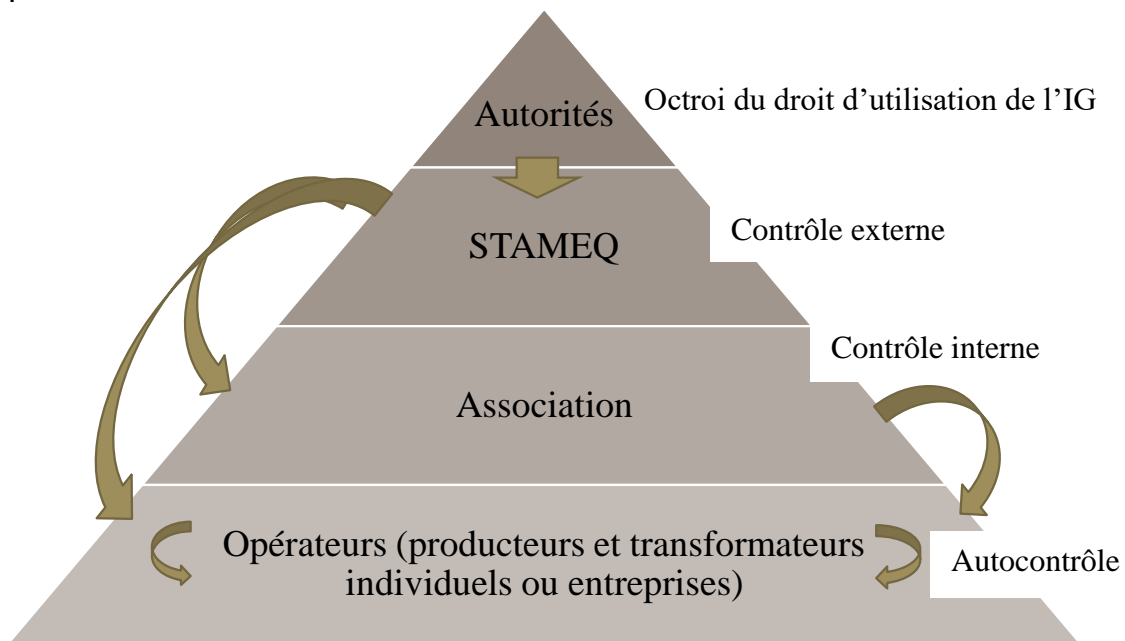 Autorités
Octroi du droit d’utilisation de l’IG
STAMEQ
Contrôle externe
Contrôle interne
Association
Opérateurs (producteurs et transformateurs
individuels ou entreprises)
Autocontrôle